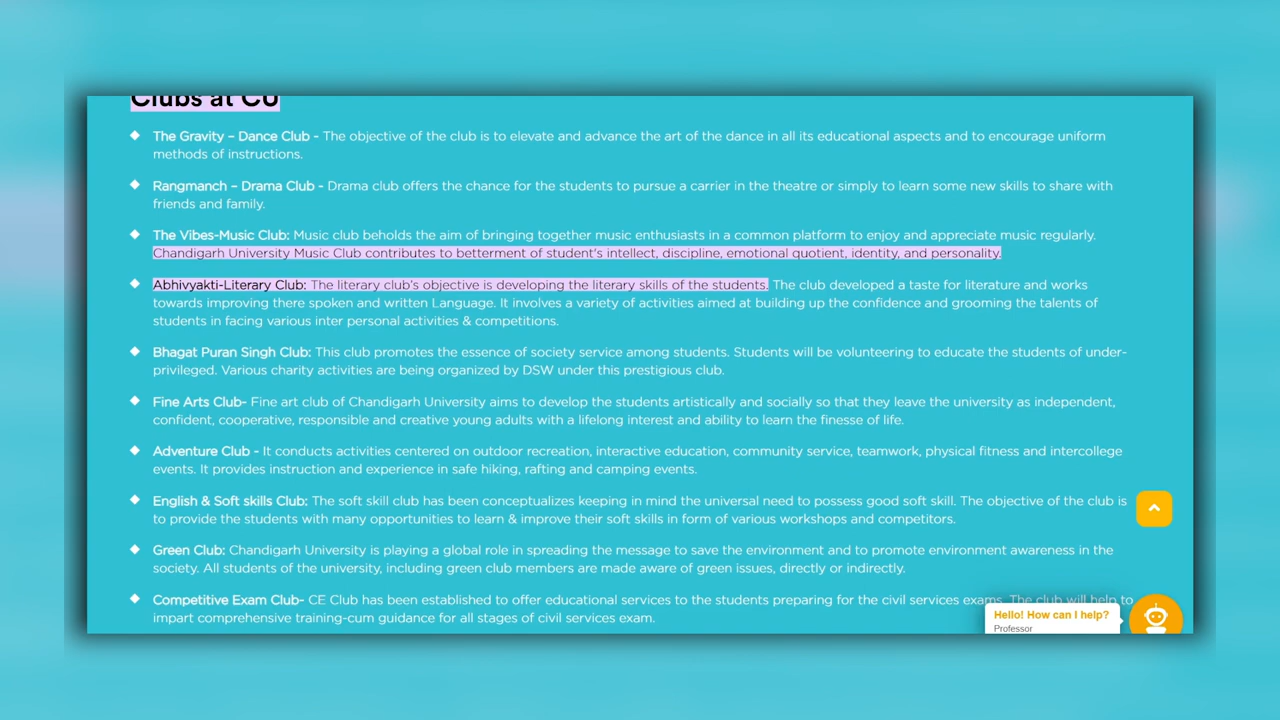 Clubs at CU
The Gravity – Dance Club - The objective of the club is to elevate and advance the art of the dance in all its educational aspects and to encourage uniform
methods of instructions.
Rangmanch – Drama Club - Drama club offers the chance for the students to pursue a carrier in the theatre or simply to learn some new skills to share with
friends and family.
The Vibes-Music Club: Music club beholds the aim of bringing together music enthusiasts in a common platform to enjoy and appreciate music regularly.
Chandigarh University Music Club contributes to betterment of student's intellect, discipline, emotional quotient, identity, and personality.
Abhivyakti-Literary Club: The literary club's objective is developing the literary skills of the students. The club developed a taste for literature and works
towards improving there spoken and written Language. It involves a variety of activities aimed at building up the confidence and grooming the talents of
students in facing various inter personal activities & competitions.
Bhagat Puran Singh Club: This club promotes the essence of society service among students. Students will be volunteering to educate the students of under-
privileged. Various charity activities are being organized by DSW under this prestigious club.
Fine Arts Club- Fine art club of Chandigarh University aims to develop the students artistically and socially so that they leave the university as independent,
confident, cooperative, responsible and creative young adults with a lifelong interest and ability to learn the finesse of life.
Adventure Club - It conducts activities centered on outdoor recreation, interactive education, community service, teamwork, physical fitness and intercollege
events. It provides instruction and experience in safe hiking, rafting and camping events.
English & Soft skills Club: The soft skill club has been conceptualizes keeping in mind the universal need to possess good soft skill. The objective of the club is
to provide the students with many opportunities to learn & improve their soft skills in form of various workshops and competitors.
Green Club: Chandigarh University is playing a global role in spreading the message to save the environment and to promote environment awareness in the
society. All students of the university, including green club members are made aware of green issues, directly or indirectly.
Competitive Exam Club- CE Club has been established to offer educational services to the students preparing for the civil services exams. The club will help to
impart comprehensive training-cum guidance for all stages of civil services exam.
Hello! How can I help?
Professor